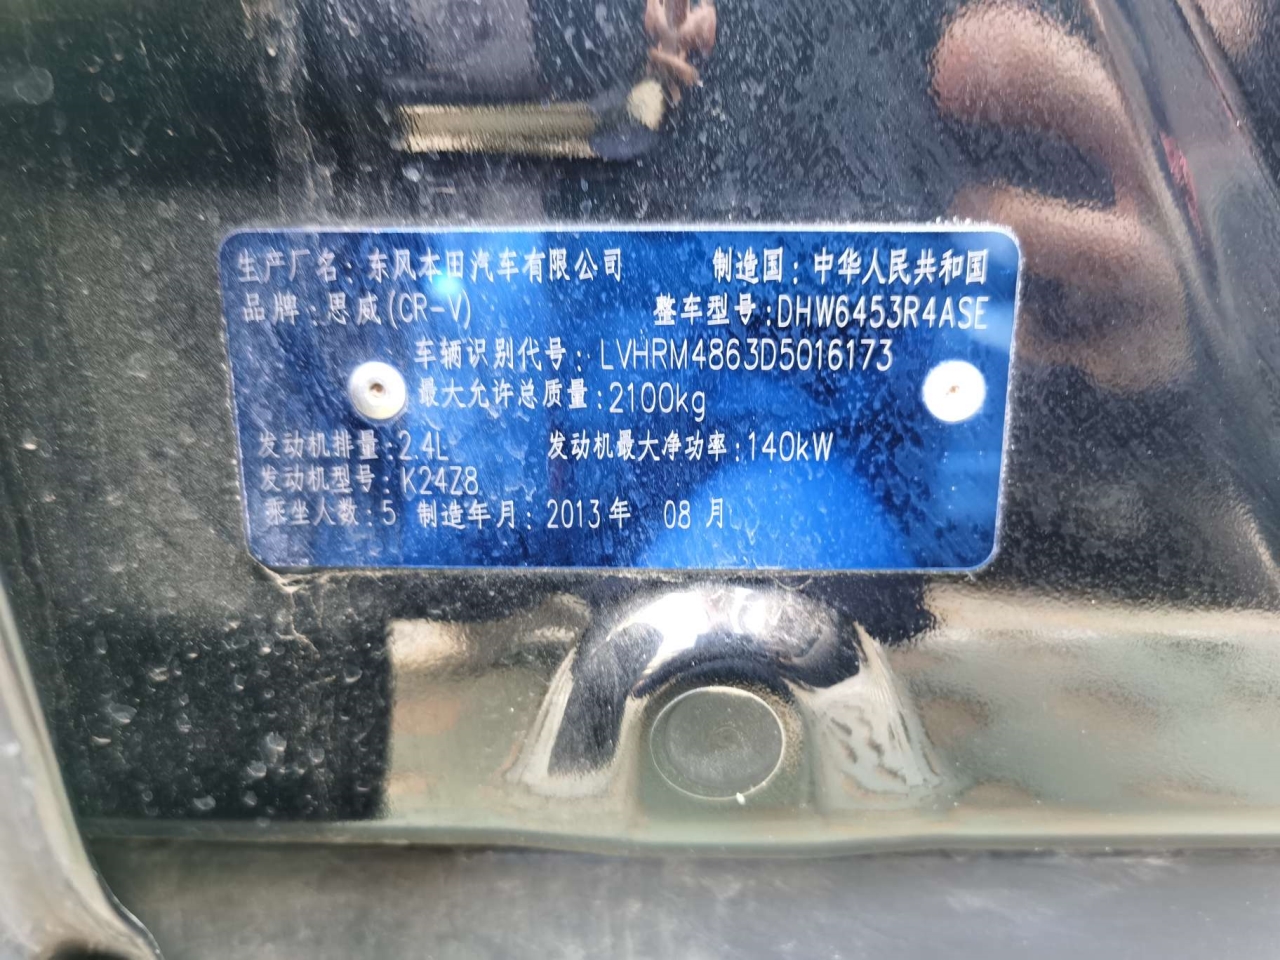 生产厂名：东风本田汽车有限公司 制造国：中华人民共和国
品牌：思威(CR-V) 整车型号：DHW6453R4ASE
车辆识别代号：LVHRM4863D5016173
最大允许总质量：2100kg
发动机排量：2.4L 发动机最大净功率：140kW
发动机型号：K24Z8
乘坐人数：5 制造年月：2013年 08月